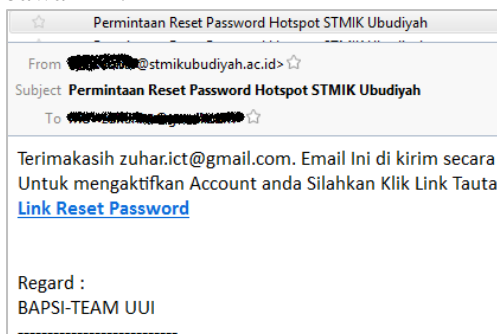 Permintaan Reset Password Hotspot STMIK Ubudiyah
From @stmikubudiyah.ac.id>
Subject Permintaan Reset Password Hotspot STMIK Ubudiyah
To
Terimakasih zuhar.ict@gmail.com. Email Ini di kirim secara
Untuk mengaktifkan Account anda Silahkan Klik Link Tauta
Link Reset Password
Regard :
BAPSI-TEAM UUI
----------------------------